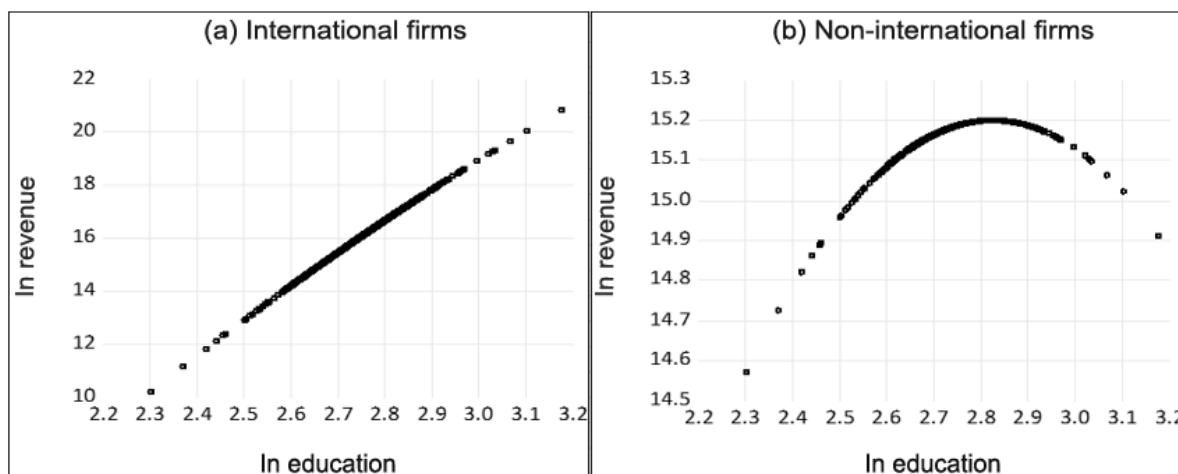 (a) International firms
22
20
18
16
14
12
10
ln revenue
2.2 2.3 2.4 2.5 2.6 2.7 2.8 2.9 3.0 3.1 3.2
ln education
(b) Non-international firms
15.3
15.2
15.1
15.0
14.9
14.8
14.7
14.6
14.5
ln revenue
2.2 2.3 2.4 2.5 2.6 2.7 2.8 2.9 3.0 3.1 3.2
ln education